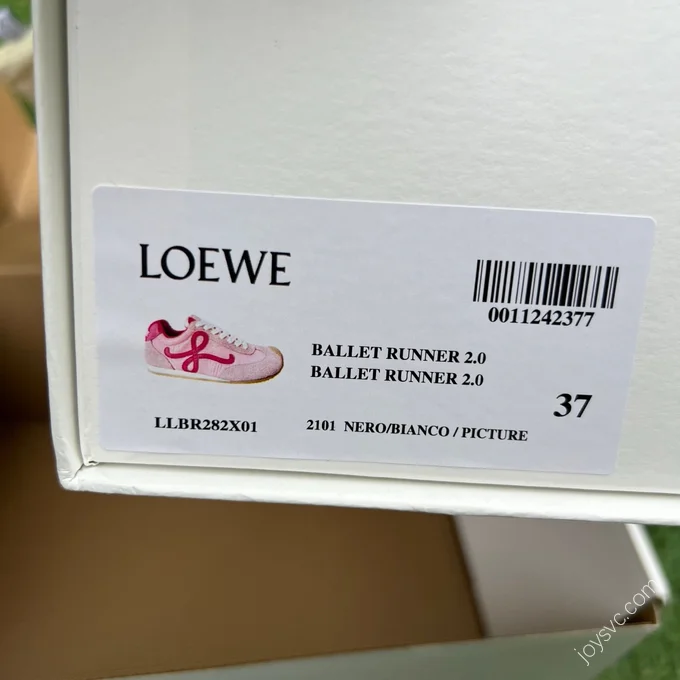 LOEWE
0011242377
BALLET RUNNER 2.0
BALLET RUNNER 2.0
37
LLBR282X01
2101 NERO/BIANCO / PICTURE
joysvc.com